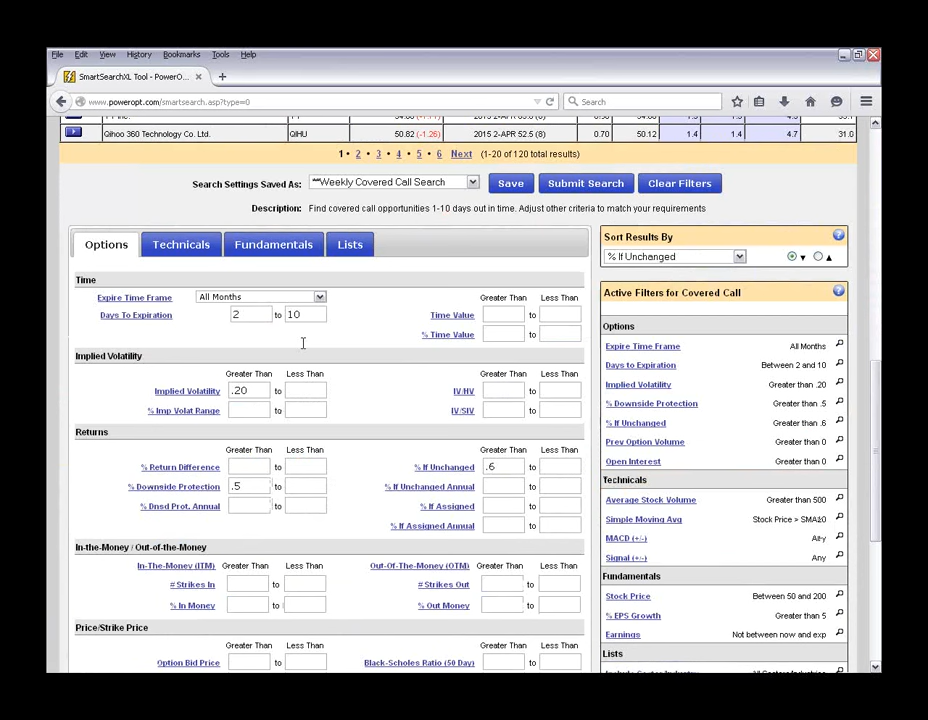 File Edit View History Bookmarks Tools Help
SmartSearchXL Tool - PowerO... × +
www.poweropt.com/smartsearch.asp?type=0 Search
Qihoo 360 Technology Co. Ltd. QIHU 50.82 (-1.26) 2015 2-APR 52.5 (8) 0.70 50.12 1.4 1.4 4.7 31.0
1 • 2 • 3 • 4 • 5 • 6 Next (1-20 of 120 total results)
Search Settings Saved As: **Weekly Covered Call Search Save Submit Search Clear Filters
Description: Find covered call opportunities 1-10 days out in time. Adjust other criteria to match your requirements
Options Technicals Fundamentals Lists
Time
Expire Time Frame All Months Greater Than Less Than
Days To Expiration 2 to 10 Time Value to
% Time Value to
Implied Volatility
Greater Than Less Than Greater Than Less Than
Implied Volatility .20 to IV/HV to
% Imp Volat Range to IV/SIV to
Returns
Greater Than Less Than Greater Than Less Than
% Return Difference to % If Unchanged .6 to
% Downside Protection .5 to % If Unchanged Annual to
% Dnsd Prot. Annual to % If Assigned to
% If Assigned Annual to
In-the-Money / Out-of-the-Money
In-The-Money (ITM) Greater Than Less Than Out-Of-The-Money (OTM) Greater Than Less Than
# Strikes In to # Strikes Out to
% In Money to % Out Money to
Price/Strike Price
Greater Than Less Than Greater Than Less Than
Option Bid Price to Black-Scholes Ratio (50 Day) to
Sort Results By ?
% If Unchanged ▼ ▲
Active Filters for Covered Call ?
Options
Expire Time Frame All Months
Days to Expiration Between 2 and 10
Implied Volatility Greater than .20
% Downside Protection Greater than .5
% If Unchanged Greater than .6
Prev Option Volume Greater than 0
Open Interest Greater than 0
Technicals
Average Stock Volume Greater than 500
Simple Moving Avg Stock Price > SMA20
MACD (+/-) Any
Signal (+/-) Any
Fundamentals
Stock Price Between 50 and 200
% EPS Growth Greater than 5
Earnings Not between now and exp
Lists